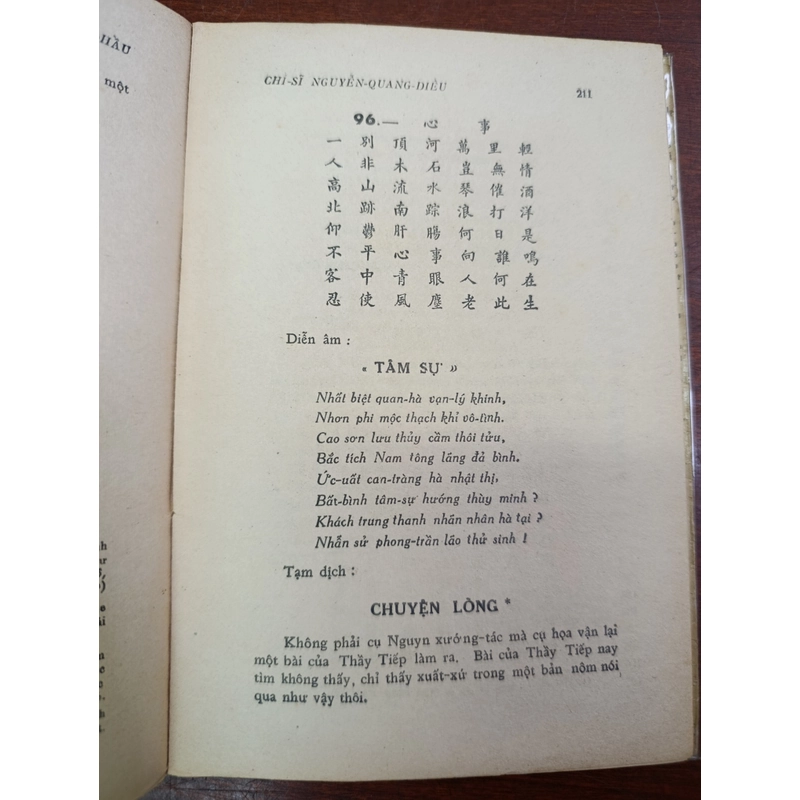 HẦU
một
CHÍ-SĨ NGUYỄN-QUANG-DIÊU
211
96.— 心 事
一 別 頂 河 萬 里 輕
人 非 木 石 豈 無 情
高 山 流 水 琴 催 酒
北 跡 南 踪 浪 打 洋
仰 鬱 肝 腸 何 日 是
不 平 心 事 向 誰 鳴
客 中 青 眼 人 何 在
忍 使 風 塵 老 此 生
Diễn âm :
« TÂM SỰ »
Nhất biệt quan-hà vạn-lý khinh,
Nhơn phi mộc thạch khỉ vô-tình.
Cao sơn lưu thủy cầm thôi tửu,
Bắc tích Nam tông lãng đả bình.
Ức-uất can-tràng hà nhật thị,
Bất-bình tâm-sự hướng thùy minh ?
Khách trung thanh nhãn nhân hà tại ?
Nhẫn sử phong-trần lão thử sinh !
Tạm dịch :
CHUYỆN LÒNG *
Không phải cụ Nguyn xướng-tác mà cụ họa vận lại
một bài của Thầy Tiếp làm ra. Bài của Thầy Tiếp nay
tìm không thấy, chỉ thấy xuất-xứ trong một bản nôm nói
qua như vậy thôi.